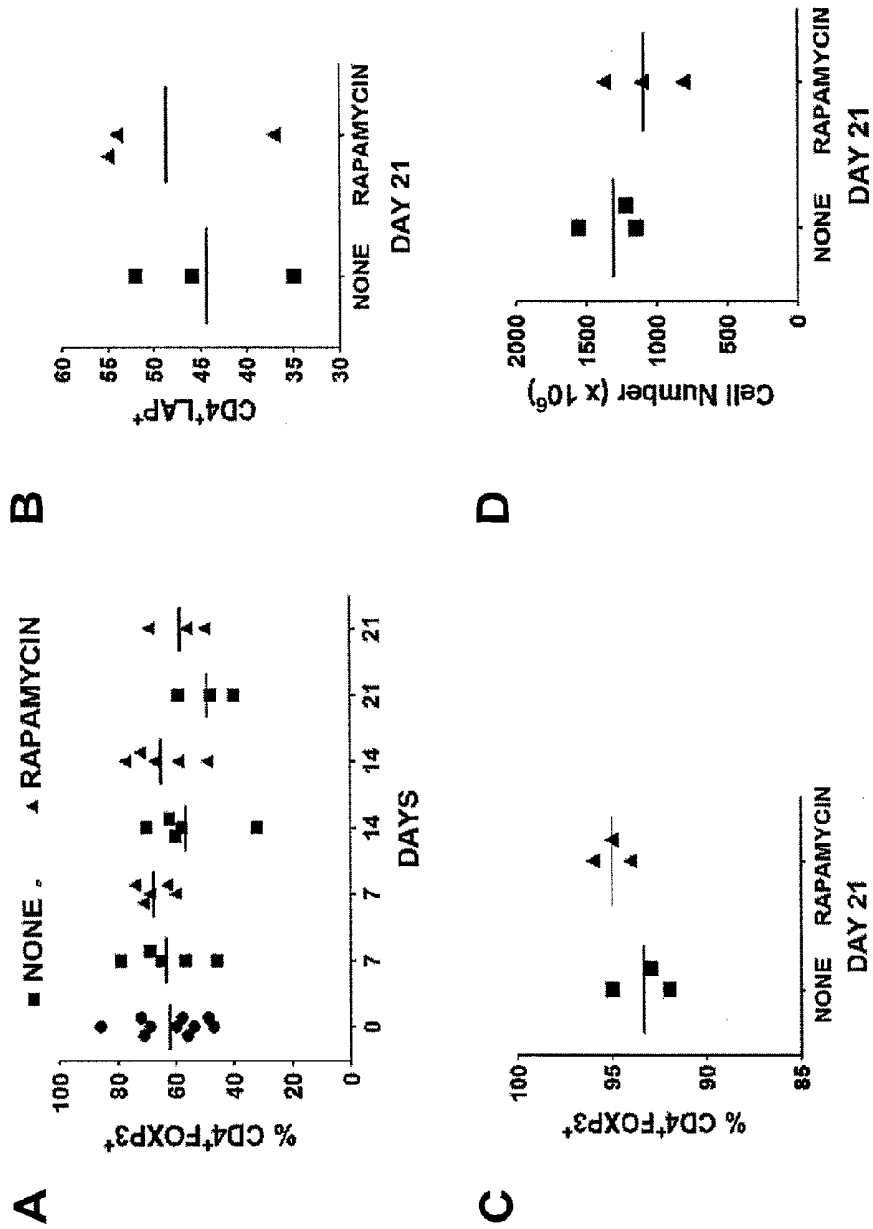 A
■ NONE ▲ RAPAMYCIN
% CD4⁺FOXP3⁺
100
80
60
40
20
0
0 7 7 14 14 21 21
DAYS
B
CD4⁺LAP⁺
60
55
50
45
40
35
30
NONE RAPAMYCIN
DAY 21
C
% CD4⁺FOXP3⁺
100
95
90
85
NONE RAPAMYCIN
DAY 21
D
Cell Number (x 10⁶)
2000
1500
1000
500
0
NONE RAPAMYCIN
DAY 21